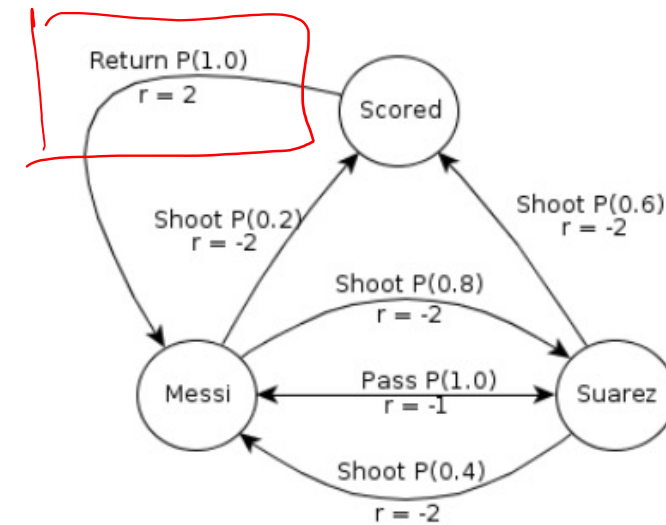 Return P(1.0)
r = 2
Scored
Shoot P(0.2)
r = -2
Shoot P(0.6)
r = -2
Shoot P(0.8)
r = -2
Messi
Pass P(1.0)
r = -1
Suarez
Shoot P(0.4)
r = -2